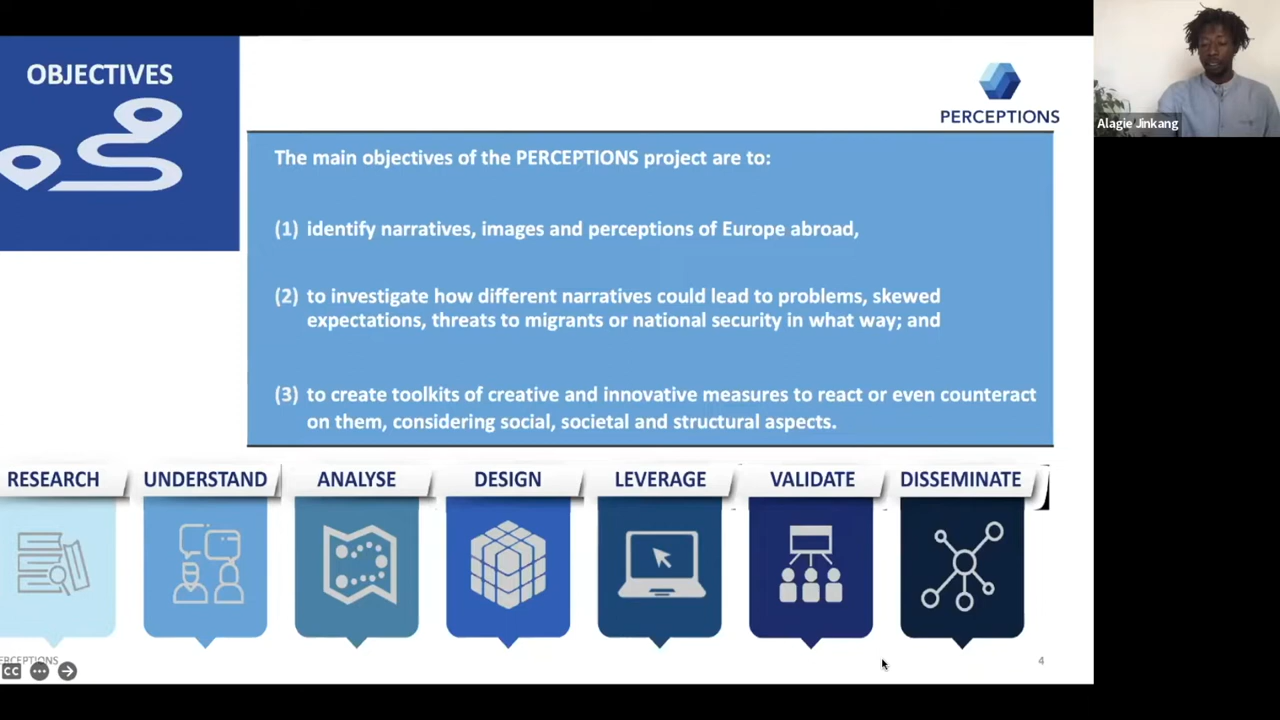 OBJECTIVES
PERCEPTIONS
Alagie Jinkang
The main objectives of the PERCEPTIONS project are to:
(1) identify narratives, images and perceptions of Europe abroad,
(2) to investigate how different narratives could lead to problems, skewed
expectations, threats to migrants or national security in what way; and
(3) to create toolkits of creative and innovative measures to react or even counteract
on them, considering social, societal and structural aspects.
RESEARCH
UNDERSTAND
ANALYSE
DESIGN
LEVERAGE
VALIDATE
DISSEMINATE
ERCEPTIONS
CC
4